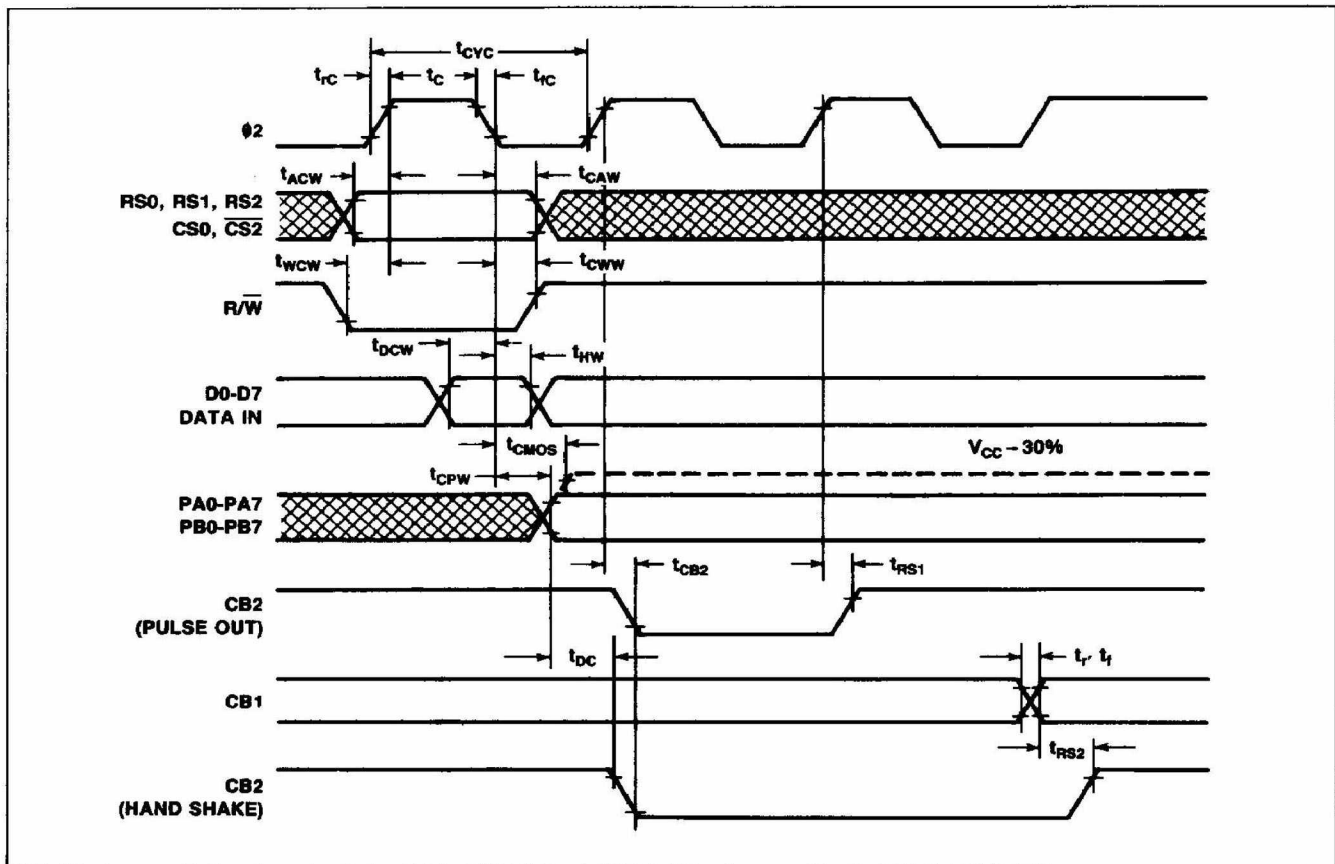 tCYC
trC
tC
tfC
ϕ2
tACW
tCAW
RS0, RS1, RS2
CS0, C̅S̅2̅
tWCW
tCWW
R/W̅
tDCW
tHW
D0-D7
DATA IN
tCMOS
VCC – 30%
tCPW
PA0-PA7
PB0-PB7
tCB2
tRS1
CB2
(PULSE OUT)
tDC
tr, tf
CB1
tRS2
CB2
(HAND SHAKE)